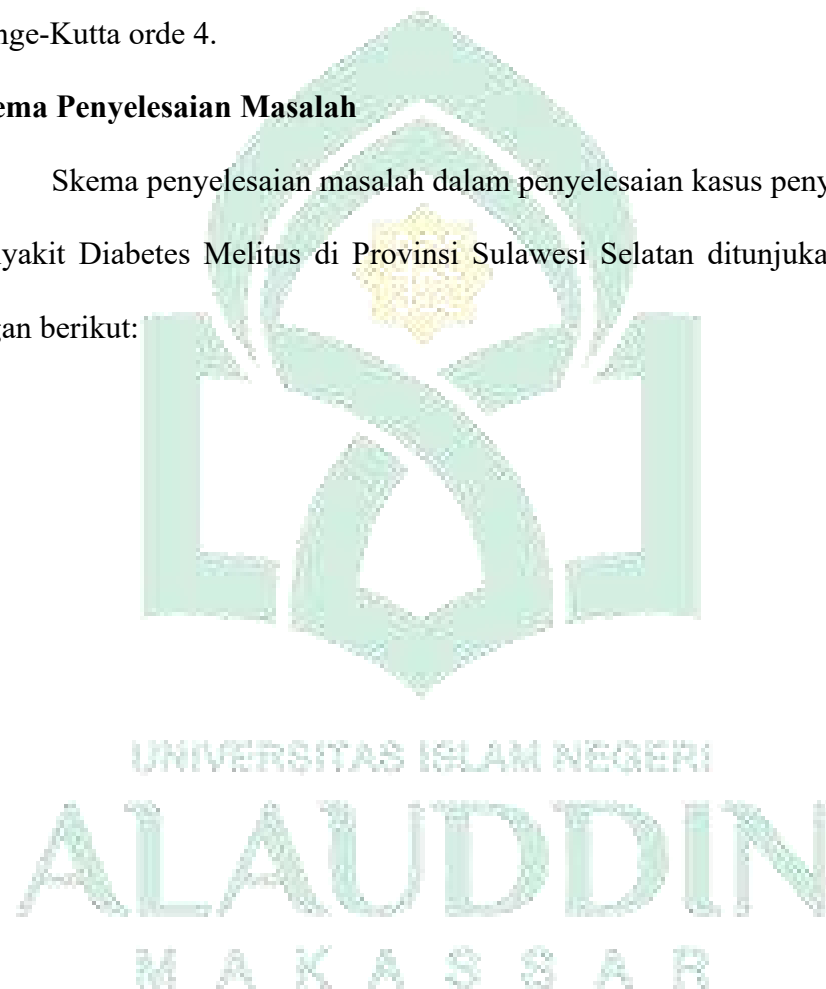 nge-Kutta orde 4.
ema Penyelesaian Masalah
Skema penyelesaian masalah dalam penyelesaian kasus peny
yakit Diabetes Melitus di Provinsi Sulawesi Selatan ditunjuka
gan berikut:
UNIVERSITAS ISLAM NEGERI
ALAUDDIN
M A K A S S A R